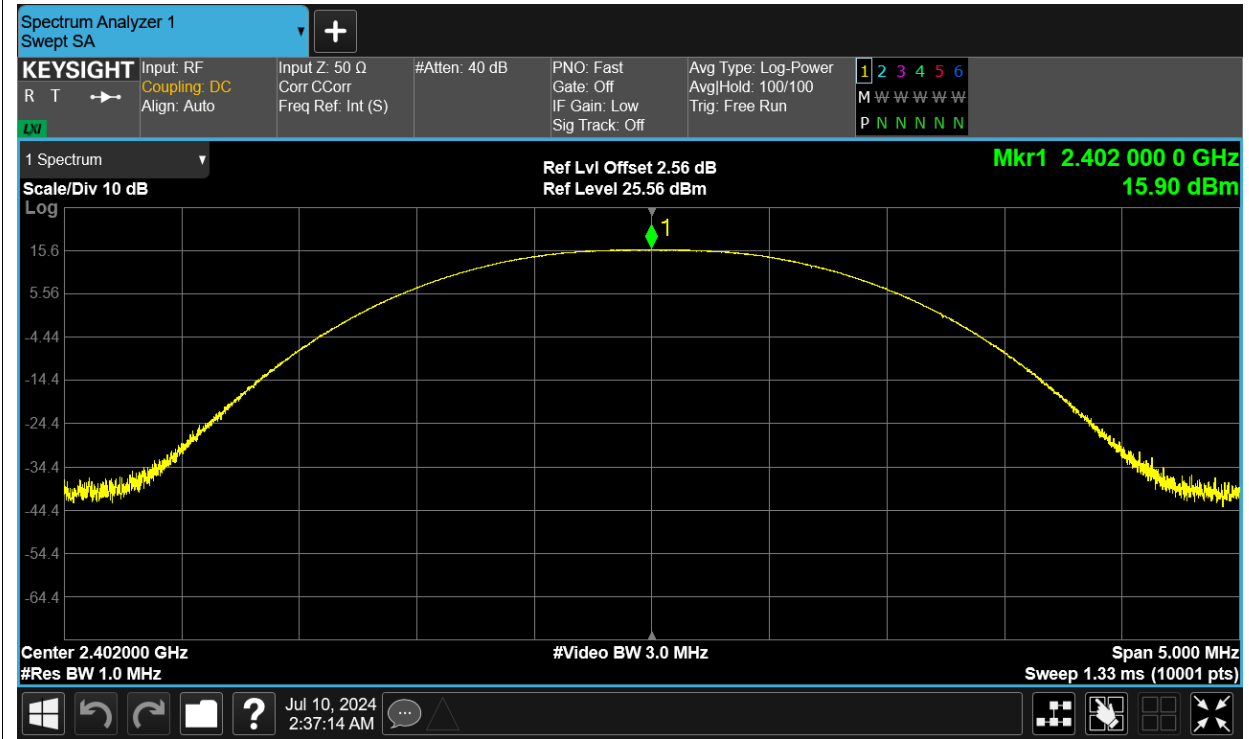 Spectrum Analyzer 1
Swept SA
KEYSIGHT
R T
LXI
Input: RF
Coupling: DC
Align: Auto
Input Z: 50 Ω
Corr CCorr
Freq Ref: Int (S)
#Atten: 40 dB
PNO: Fast
Gate: Off
IF Gain: Low
Sig Track: Off
Avg Type: Log-Power
Avg|Hold: 100/100
Trig: Free Run
1 2 3 4 5 6
M W W W W W
P N N N N N
1 Spectrum
Scale/Div 10 dB
Log
Ref Lvl Offset 2.56 dB
Ref Level 25.56 dBm
Mkr1 2.402 000 0 GHz
15.90 dBm
1
15.6
5.56
-4.44
-14.4
-24.4
-34.4
-44.4
-54.4
-64.4
Center 2.402000 GHz
#Res BW 1.0 MHz
#Video BW 3.0 MHz
Span 5.000 MHz
Sweep 1.33 ms (10001 pts)
?
Jul 10, 2024
2:37:14 AM